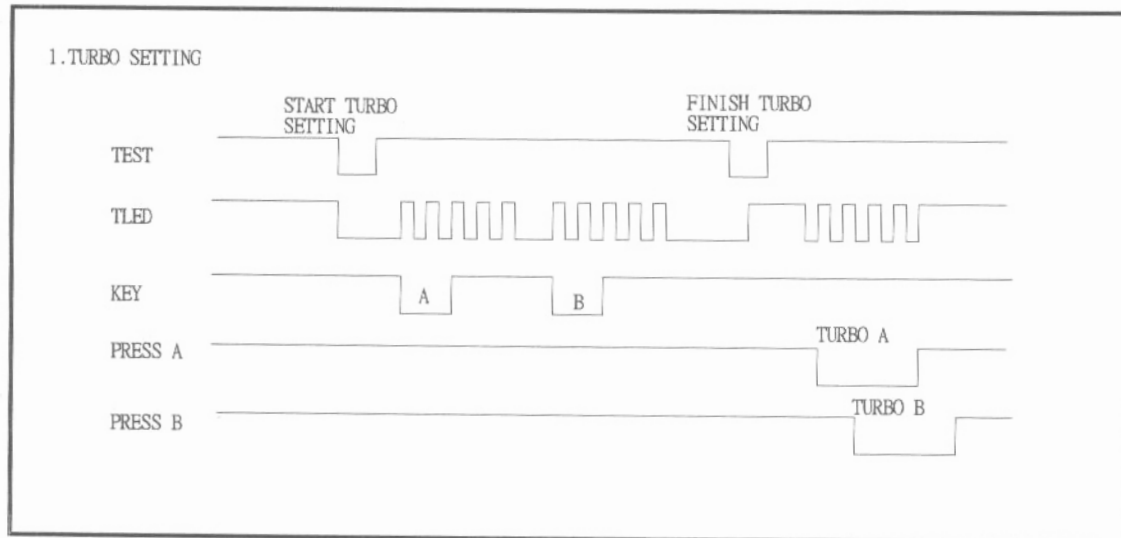 1.TURBO SETTING
START TURBO
SETTING
FINISH TURBO
SETTING
TEST
TLED
KEY
A
B
PRESS A
TURBO A
PRESS B
TURBO B